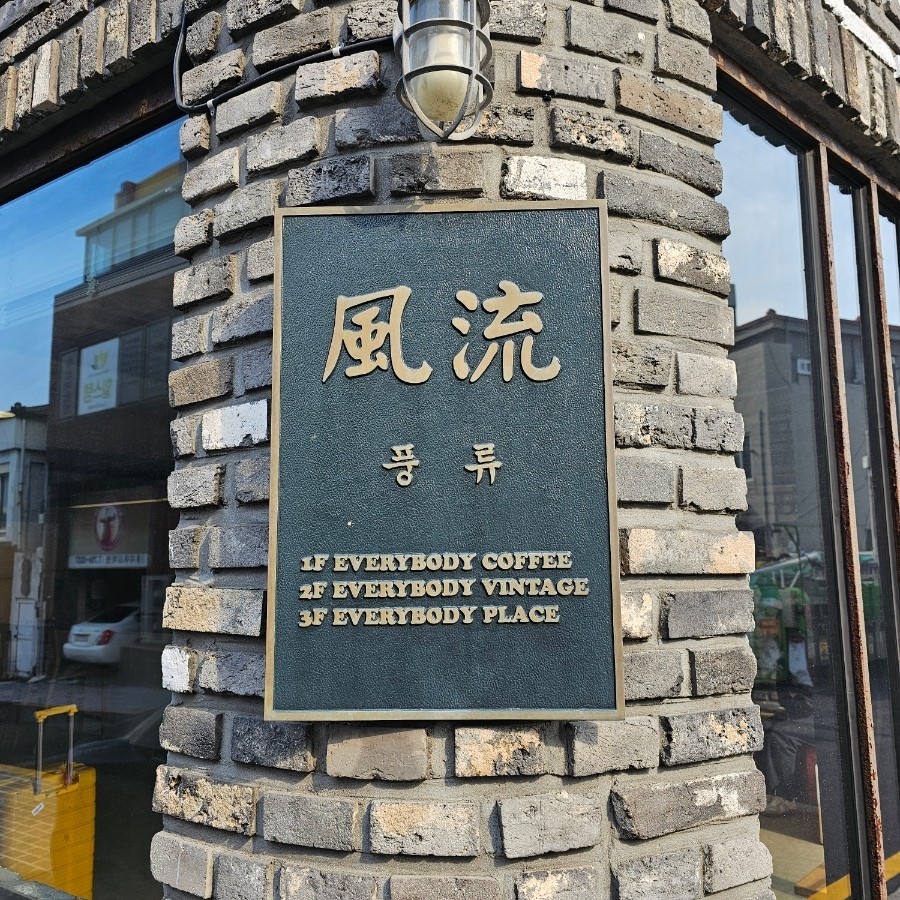 風流
풍 류
1F EVERYBODY COFFEE
2F EVERYBODY VINTAGE
3F EVERYBODY PLACE